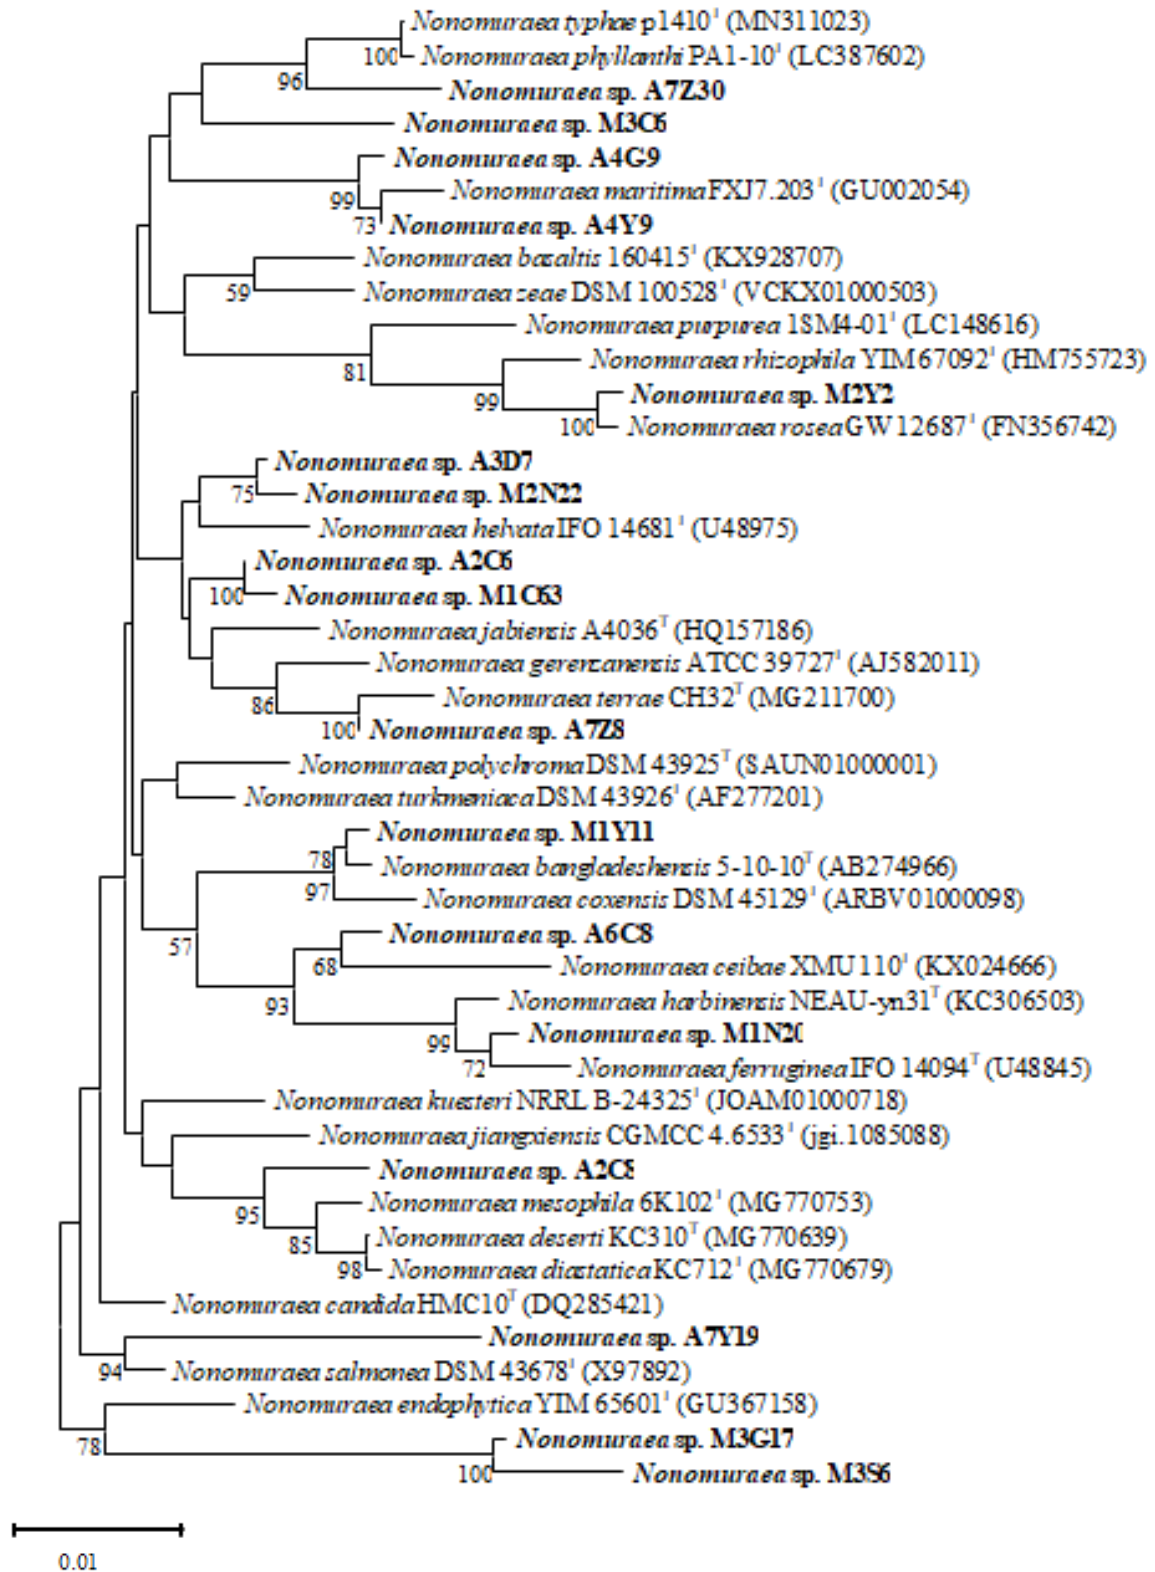 Nonomuraea typhae p1410ᵀ (MN311023)
100
Nonomuraea phyllanthi PA1-10ᵀ (LC387602)
96
Nonomuraea sp. A7Z30
Nonomuraea sp. M3C6
Nonomuraea sp. A4G9
99
Nonomuraea maritima FXJ7.203ᵀ (GU002054)
73
Nonomuraea sp. A4Y9
Nonomuraea basaltis 160415ᵀ (KX928707)
59
Nonomuraea zeae DSM 100528ᵀ (VCKX01000503)
Nonomuraea purpurea 1SM4-01ᵀ (LC148616)
81
Nonomuraea rhizophila YIM 67092ᵀ (HM755723)
99
Nonomuraea sp. M2Y2
100
Nonomuraea rosea GW 12687ᵀ (FN356742)
Nonomuraea sp. A3D7
75
Nonomuraea sp. M2N22
Nonomuraea helvata IFO 14681ᵀ (U48975)
Nonomuraea sp. A2C6
100
Nonomuraea sp. M1C63
Nonomuraea jabiensis A4036ᵀ (HQ157186)
Nonomuraea gerenzanensis ATCC 39727ᵀ (AJ582011)
86
Nonomuraea terrae CH32ᵀ (MG211700)
100
Nonomuraea sp. A7Z8
Nonomuraea polychroma DSM 43925ᵀ (SAUN01000001)
Nonomuraea turkmeniaca DSM 43926ᵀ (AF277201)
Nonomuraea sp. M1Y11
78
Nonomuraea bangladeshensis 5-10-10ᵀ (AB274966)
97
Nonomuraea coxensis DSM 45129ᵀ (ARBV01000098)
57
Nonomuraea sp. A6C8
68
Nonomuraea ceibae XMU 110ᵀ (KX024666)
93
Nonomuraea harbinensis NEAU-yn31ᵀ (KC306503)
99
Nonomuraea sp. M1N20
72
Nonomuraea ferruginea IFO 14094ᵀ (U48845)
Nonomuraea kuesteri NRRL B-24325ᵀ (JOAM01000718)
Nonomuraea jiangxiensis CGMCC 4.6533ᵀ (jgi.1085088)
Nonomuraea sp. A2C8
95
Nonomuraea mesophila 6K102ᵀ (MG770753)
85
Nonomuraea deserti KC310ᵀ (MG770639)
98
Nonomuraea diastatica KC712ᵀ (MG770679)
Nonomuraea candida HMC10ᵀ (DQ285421)
Nonomuraea sp. A7Y19
94
Nonomuraea salmonea DSM 43678ᵀ (X97892)
Nonomuraea endophytica YIM 65601ᵀ (GU367158)
78
Nonomuraea sp. M3G17
100
Nonomuraea sp. M3S6
0.01